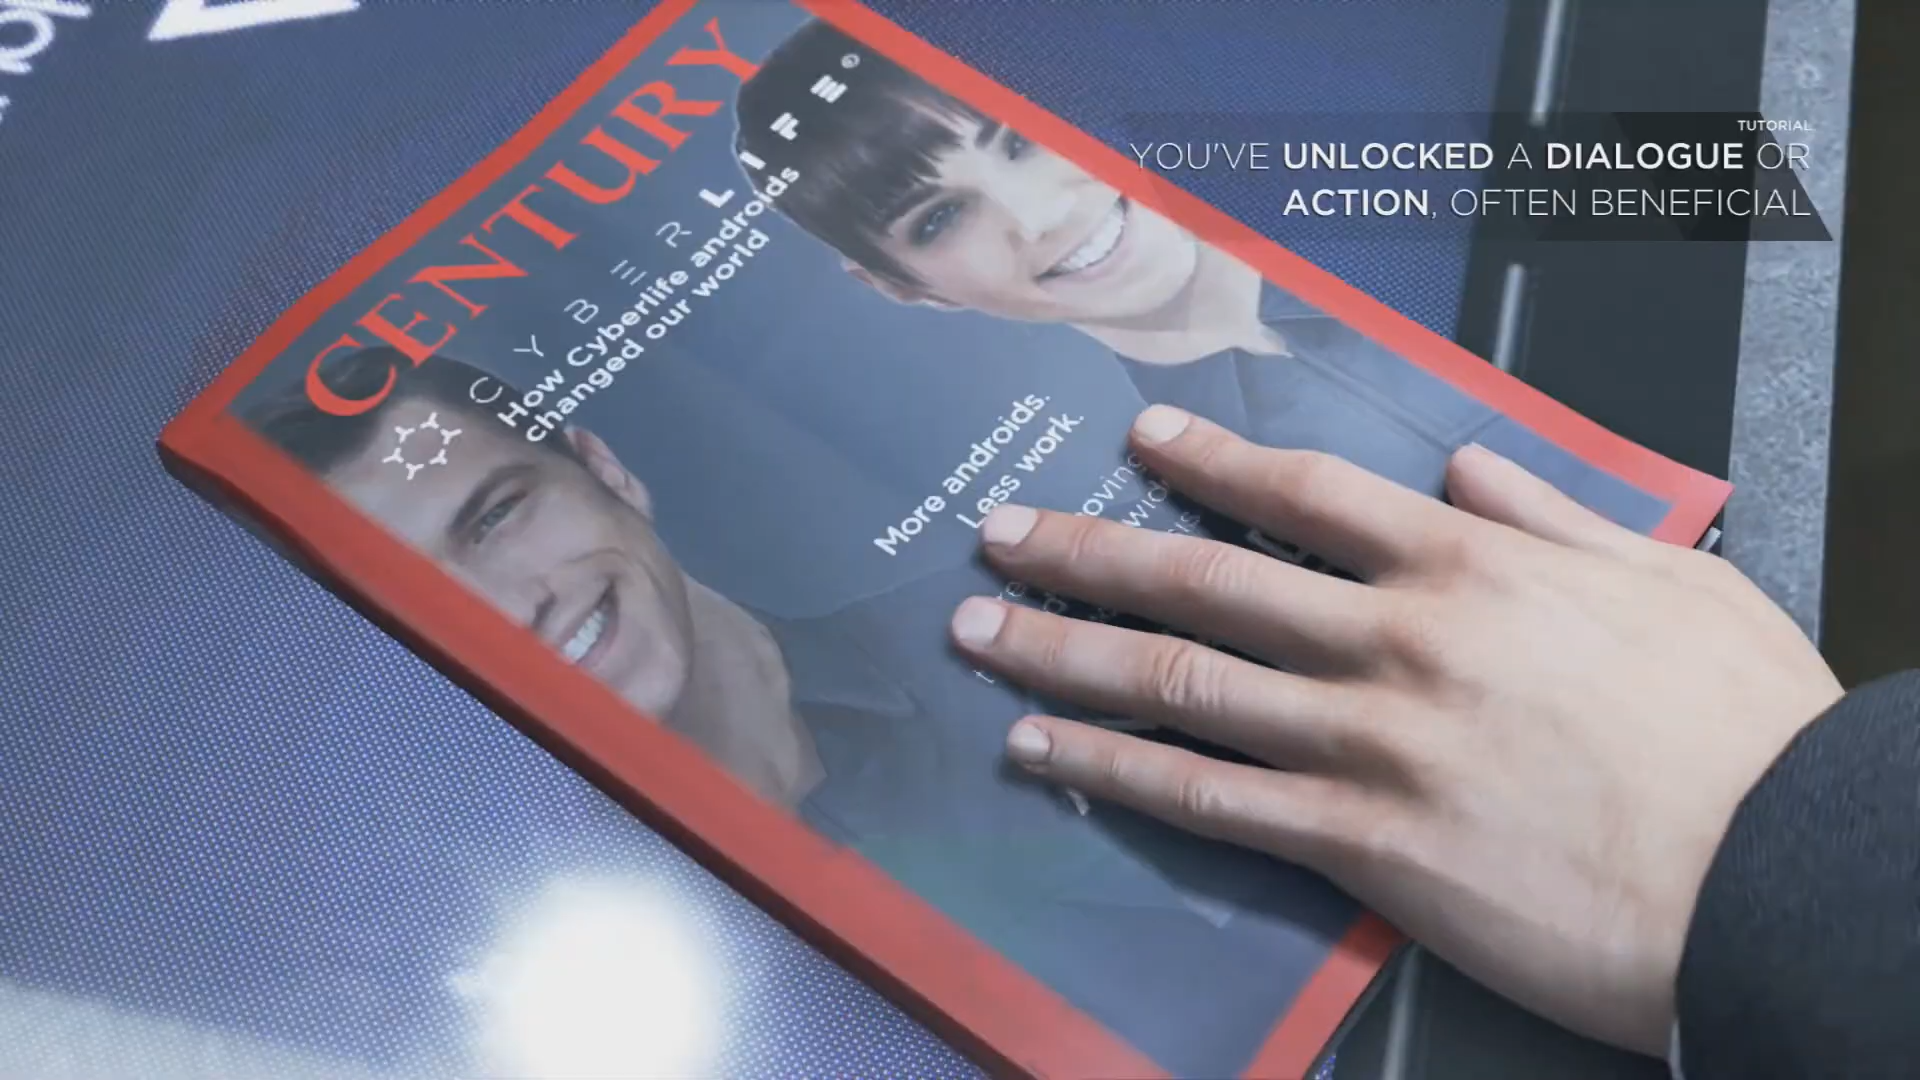 TUTORIAL
YOU'VE UNLOCKED A DIALOGUE OR
ACTION, OFTEN BENEFICIAL
CENTURY
CYBERLIFE
How Cyberlife androids
changed our world
More androids.
Less work.